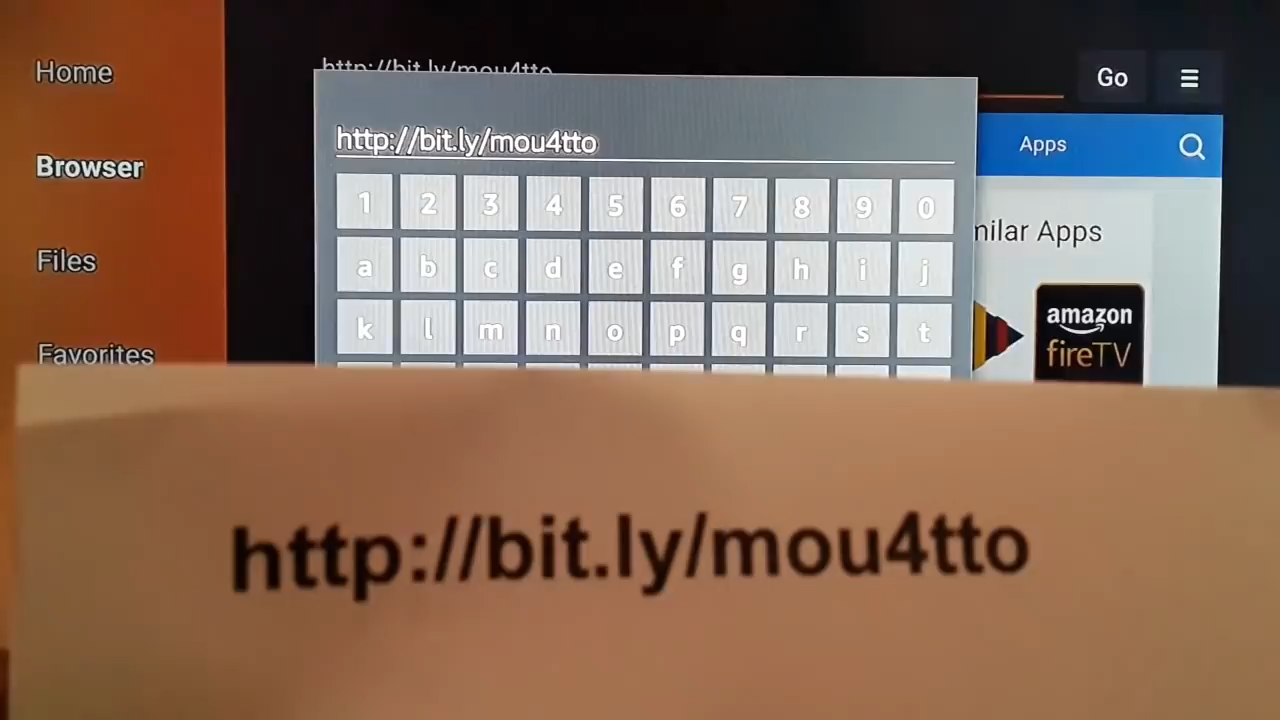 Home
Browser
Files
Favorites
http://bit.ly/mou4tto
Go
http://bit.ly/mou4tto
1 2 3 4 5 6 7 8 9 0
a b c d e f g h i j
k l m n o p q r s t
Apps
Apps
amazon
fireTV
http://bit.ly/mou4tto